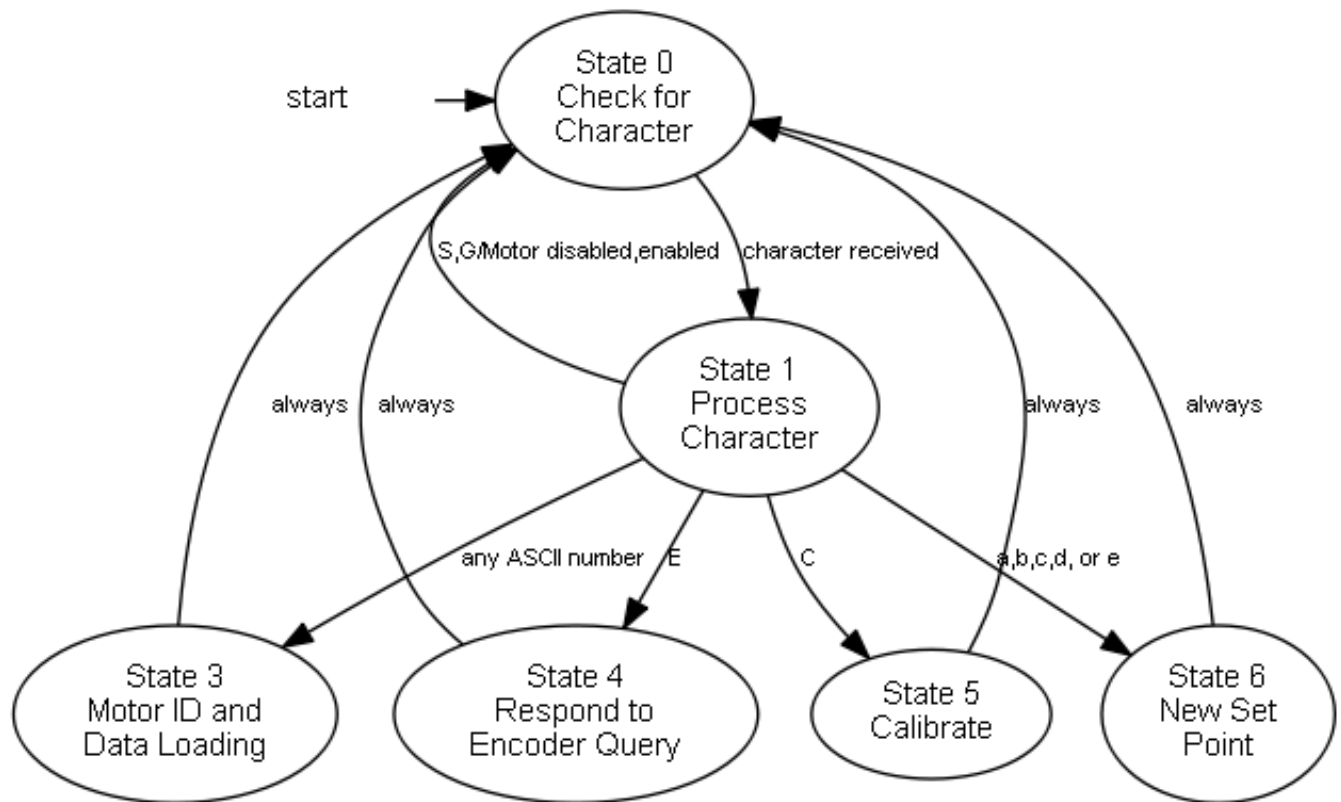 State 0
Check for
Character
start
S,G/Motor disabled,enabled
character received
State 1
Process
Character
always
always
always
always
any ASCII number
E
C
a,b,c,d, or e
State 3
Motor ID and
Data Loading
State 4
Respond to
Encoder Query
State 5
Calibrate
State 6
New Set
Point